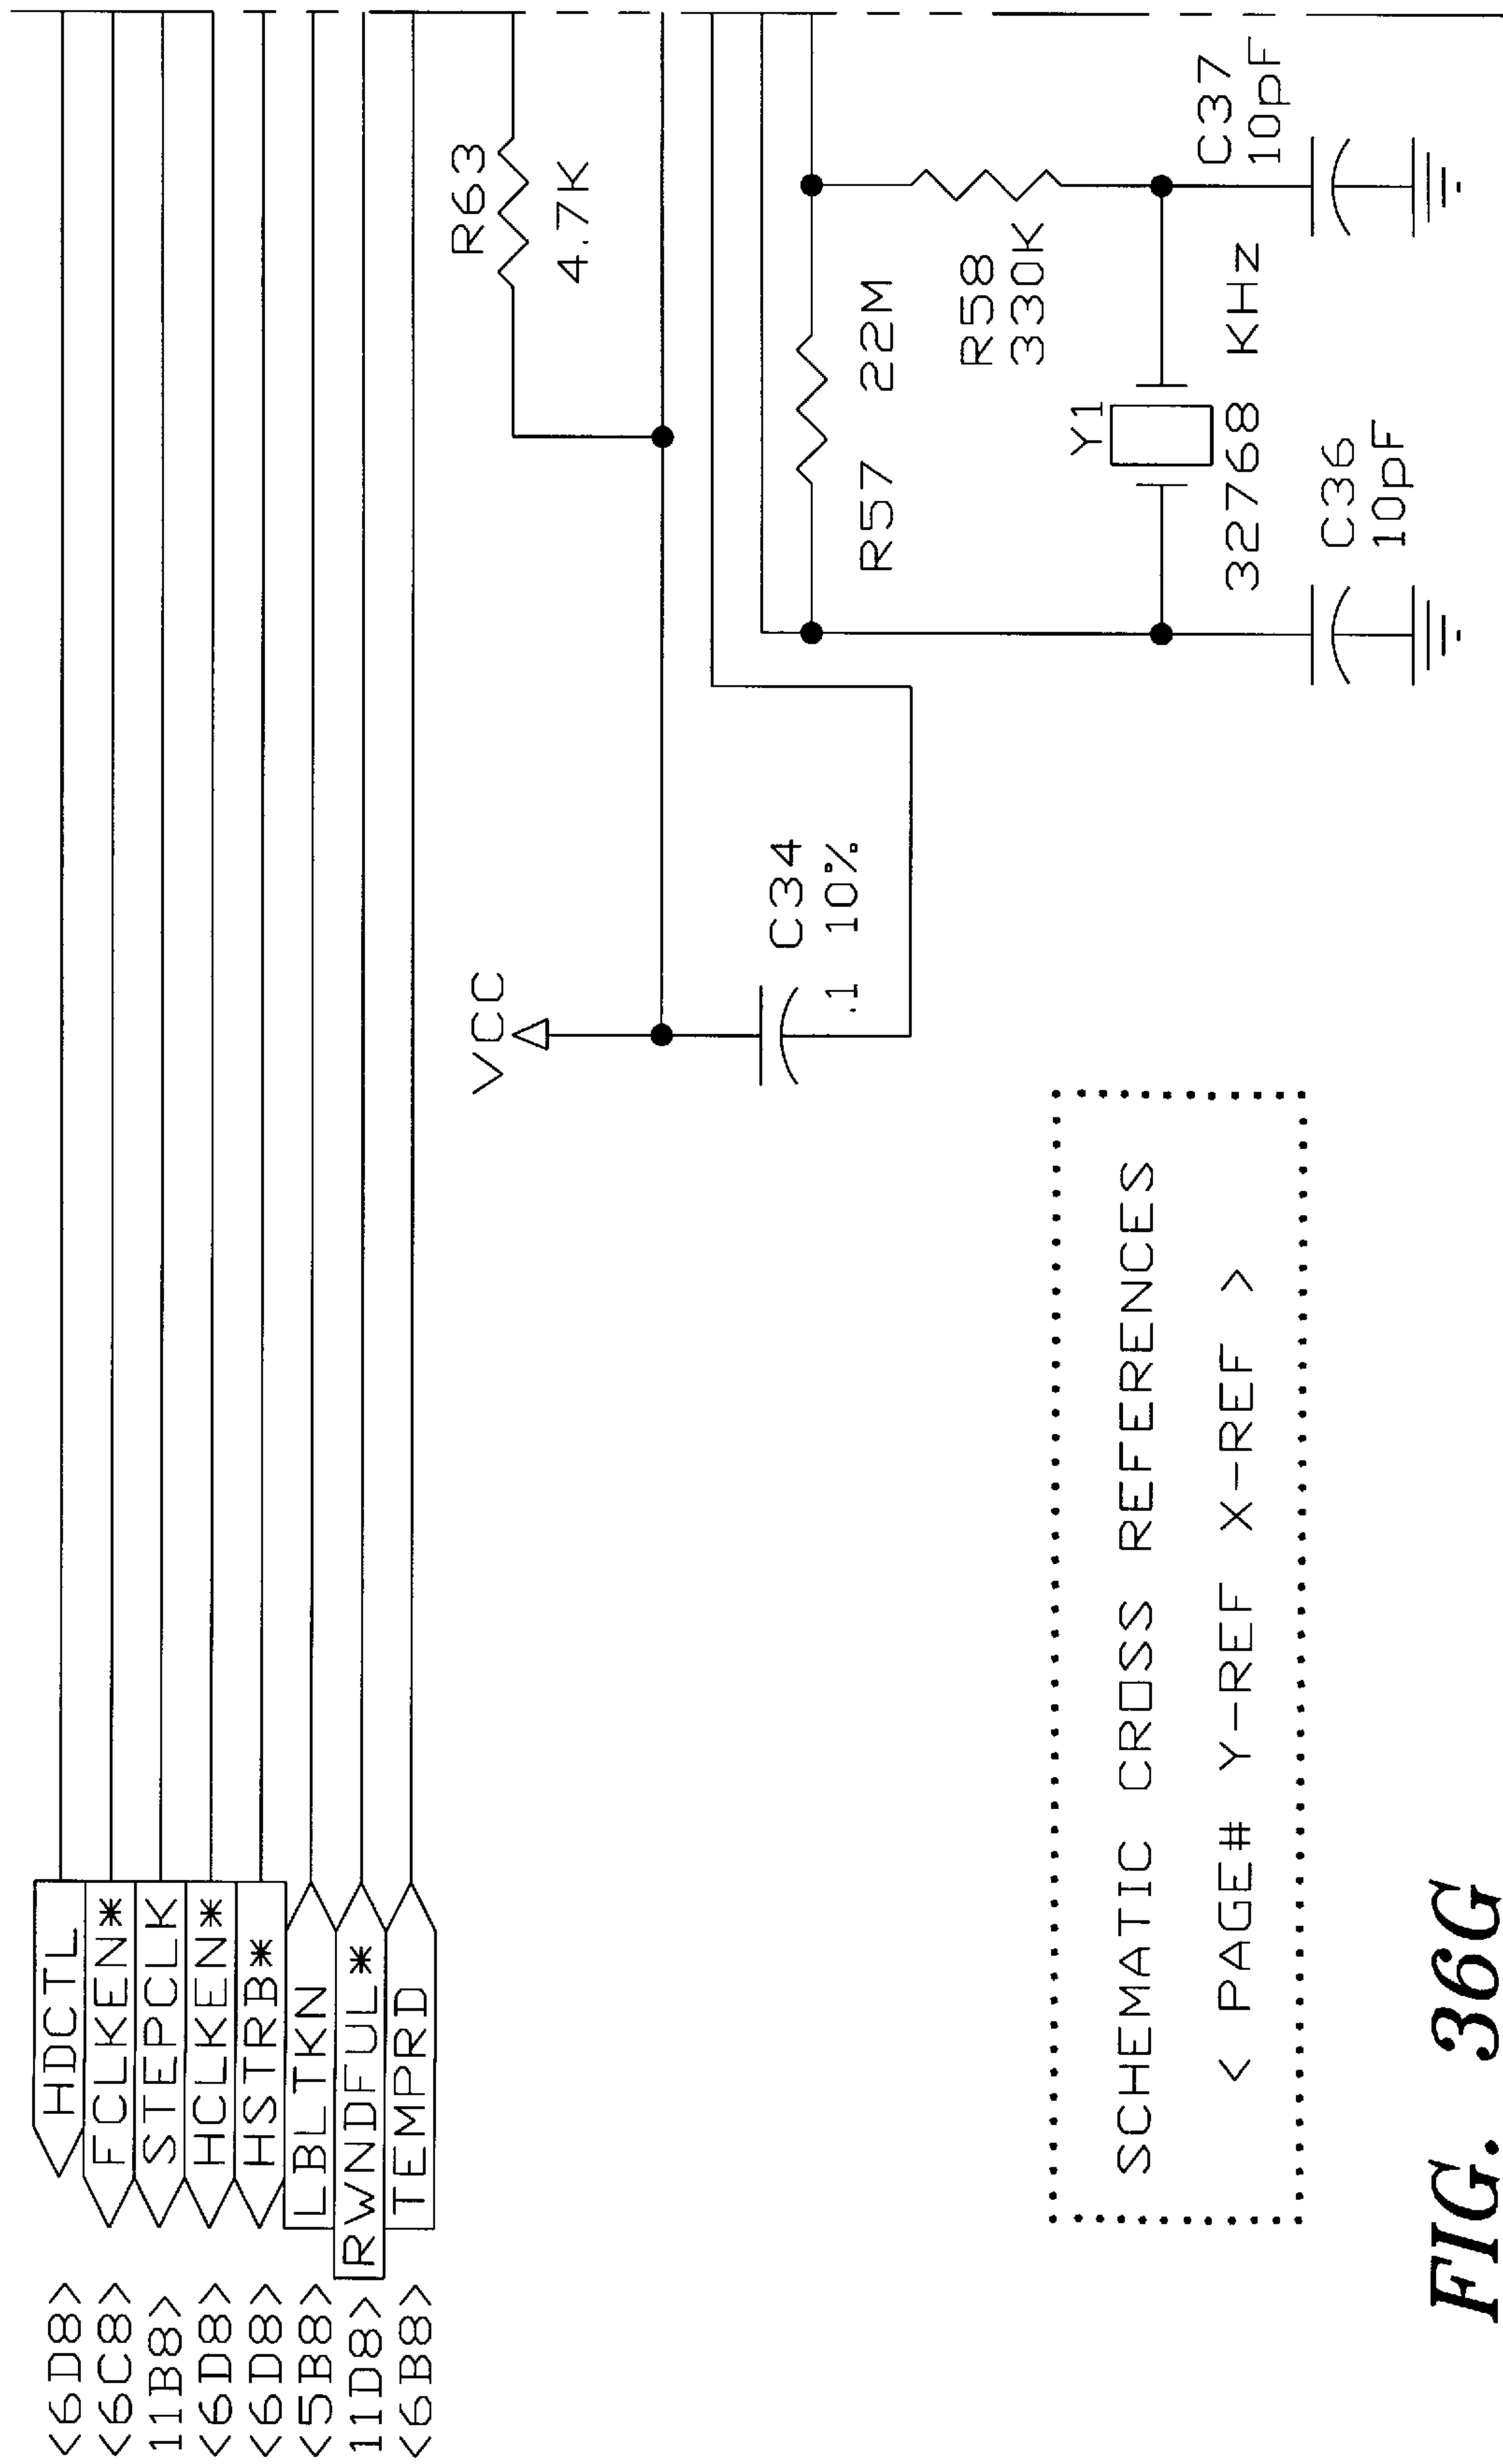 <6D8> HDCTL
<6C8> FCLKEN*
11B8> STEPCLK
<6D8> HCLKEN*
<6D8> HSTRB*
<5B8> LBLTKN
11D8> RWNDFUL*
<6B8> TEMPRD
VCC
R63
4.7K
C34
.1 10%
R57 22M
R58
330K
Y1
32768 KHz
C36
10pF
C37
10pF
SCHEMATIC CROSS REFERENCES
< PAGE# Y-REF X-REF >
FIG. 36G